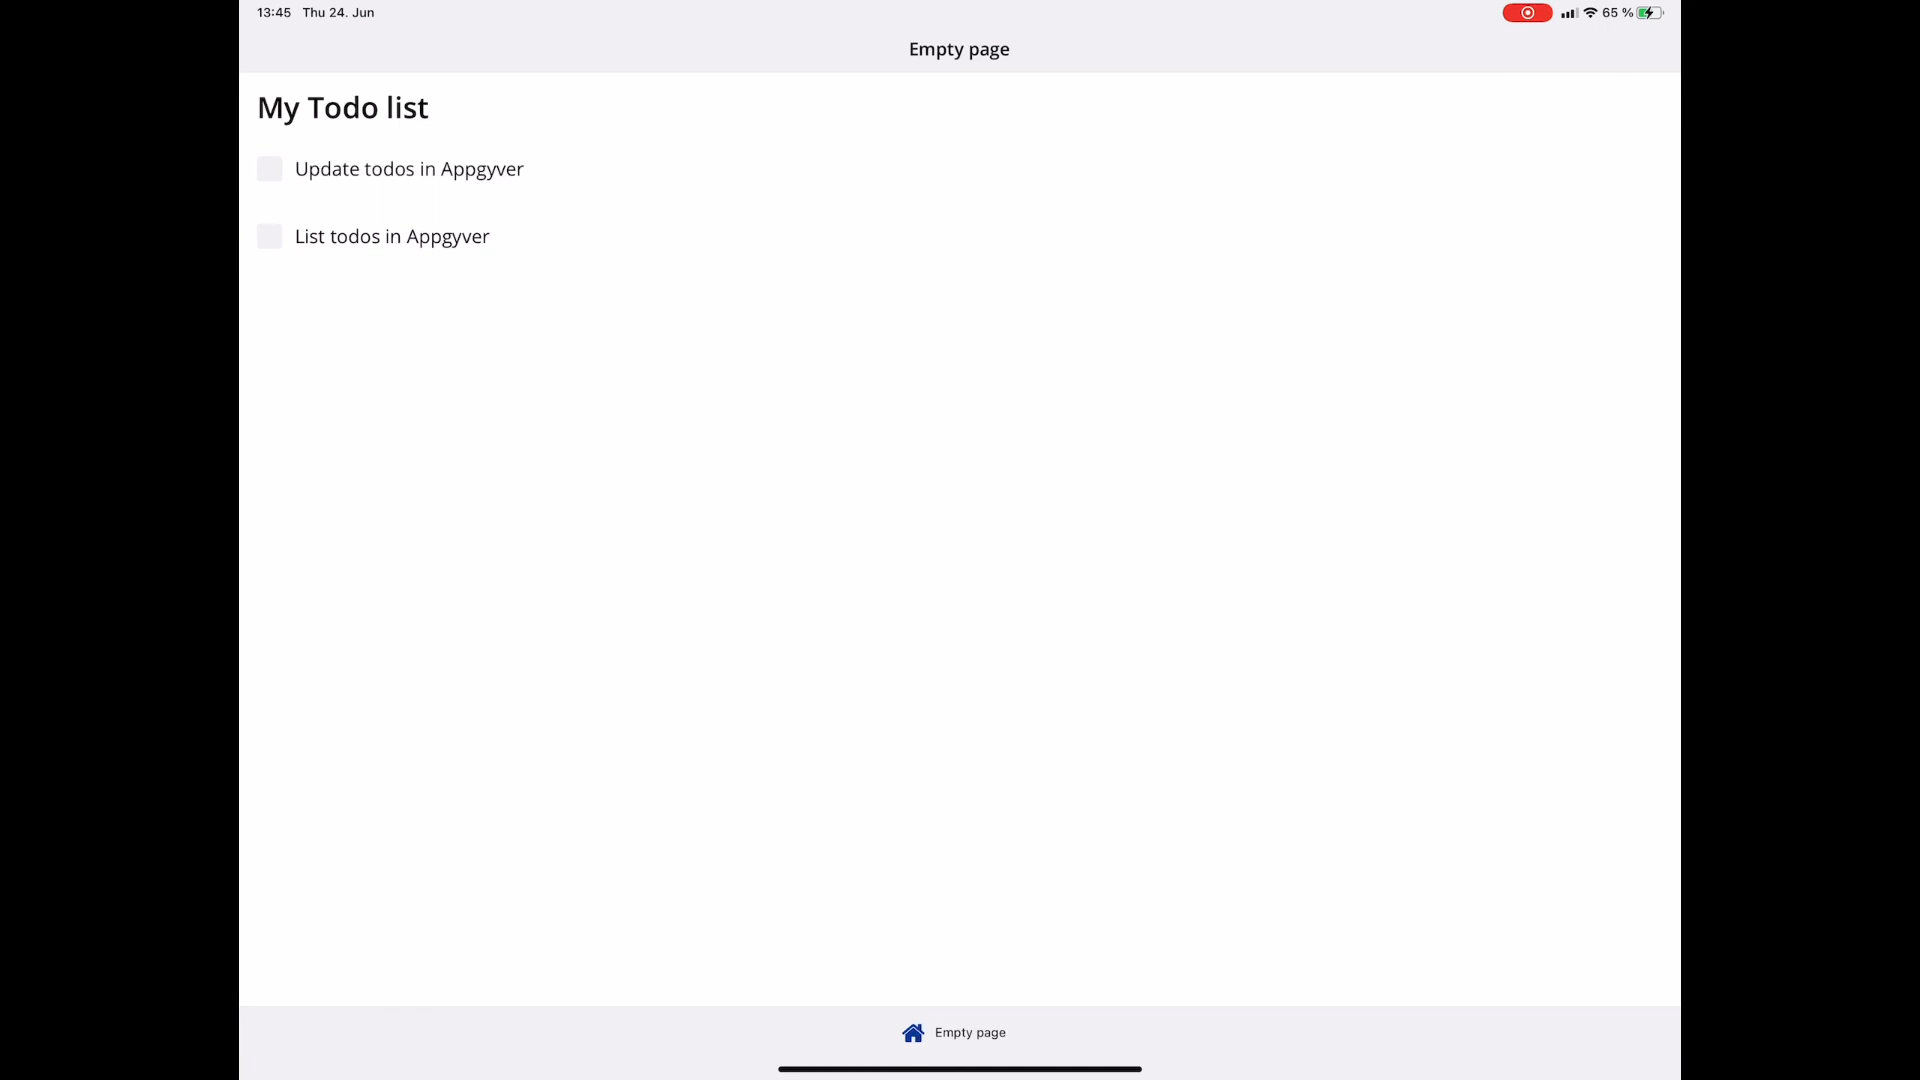 13:45 Thu 24. Jun
65 %
Empty page
My Todo list
Update todos in Appgyver
List todos in Appgyver
Empty page